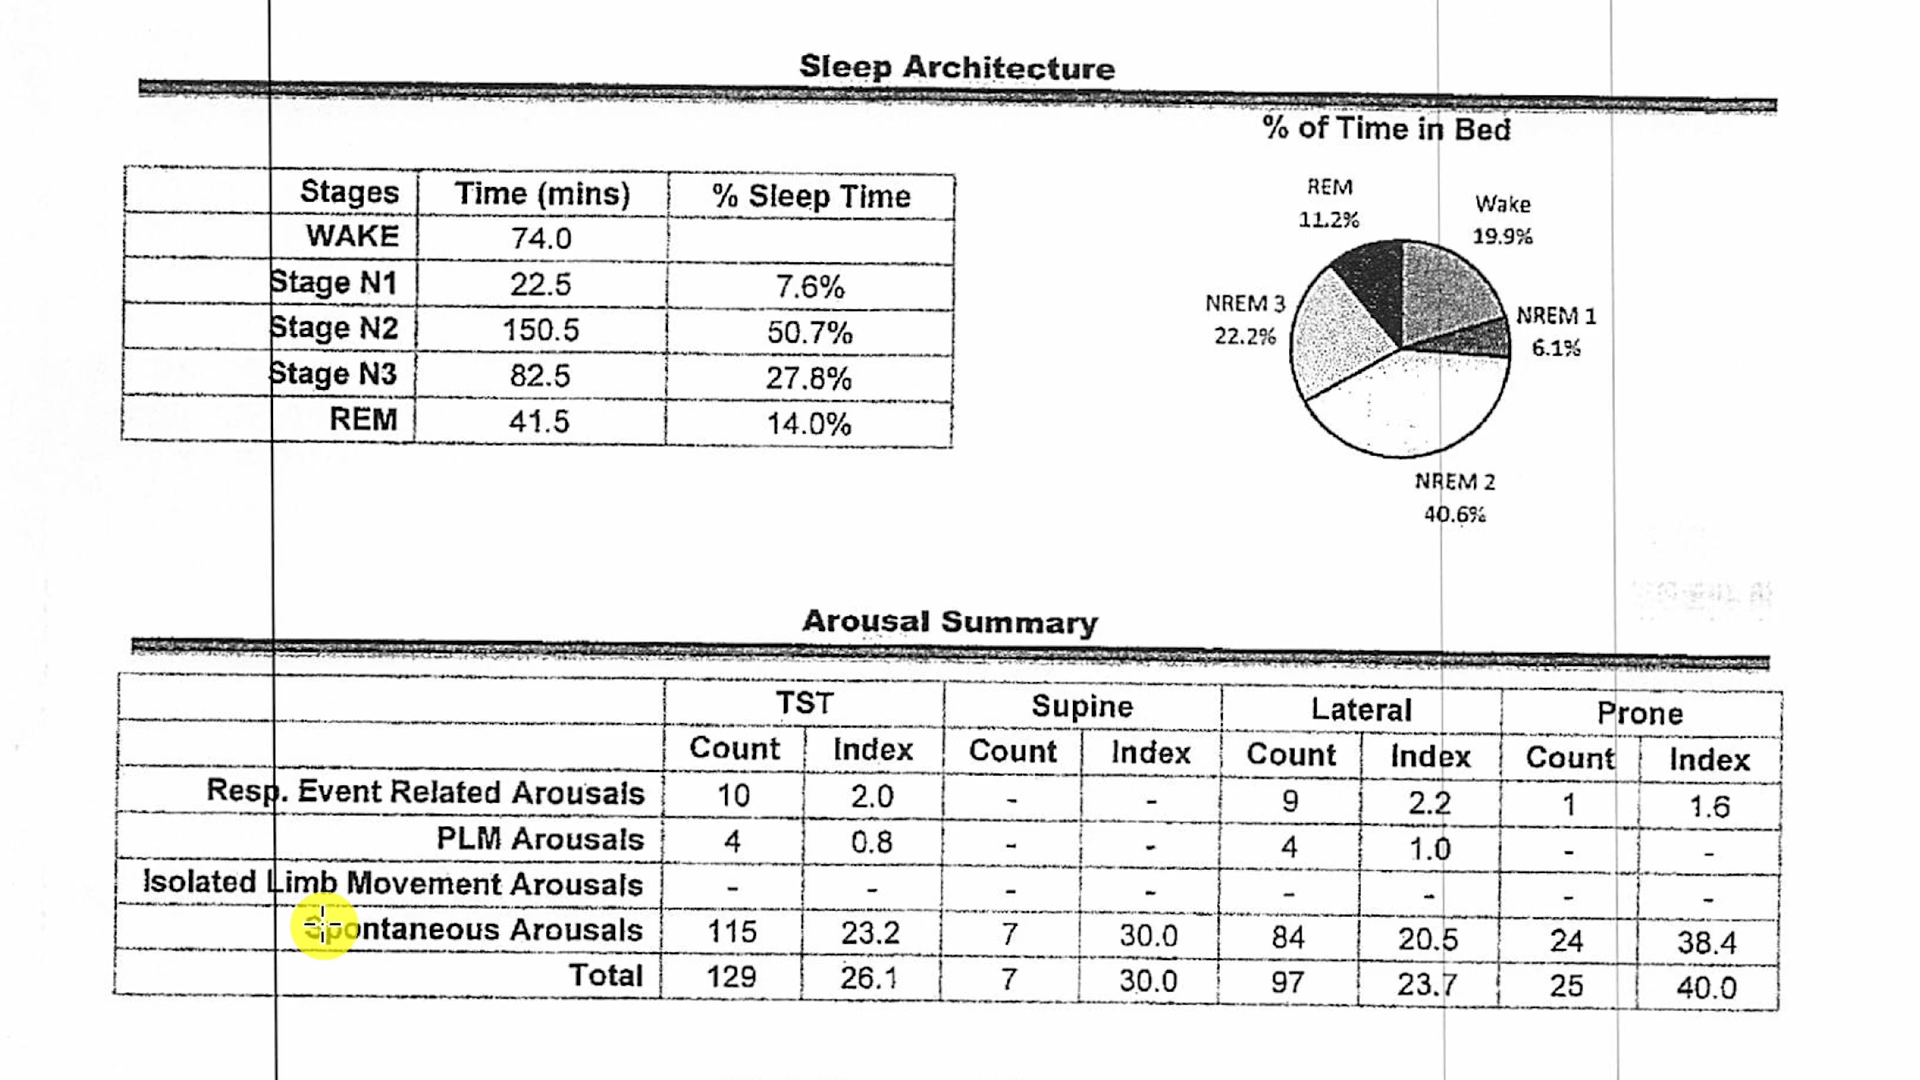 Sleep Architecture
% of Time in Bed
Stages Time (mins) % Sleep Time
WAKE 74.0
Stage N1 22.5 7.6%
Stage N2 150.5 50.7%
Stage N3 82.5 27.8%
REM 41.5 14.0%
REM
11.2%
Wake
19.9%
NREM 3
22.2%
NREM 1
6.1%
NREM 2
40.6%
Arousal Summary
TST Supine Lateral Prone
Count Index Count Index Count Index Count Index
Resp. Event Related Arousals 10 2.0 - - 9 2.2 1 1.6
PLM Arousals 4 0.8 - - 4 1.0 - -
Isolated Limb Movement Arousals - - - - - - - -
Spontaneous Arousals 115 23.2 7 30.0 84 20.5 24 38.4
Total 129 26.1 7 30.0 97 23.7 25 40.0